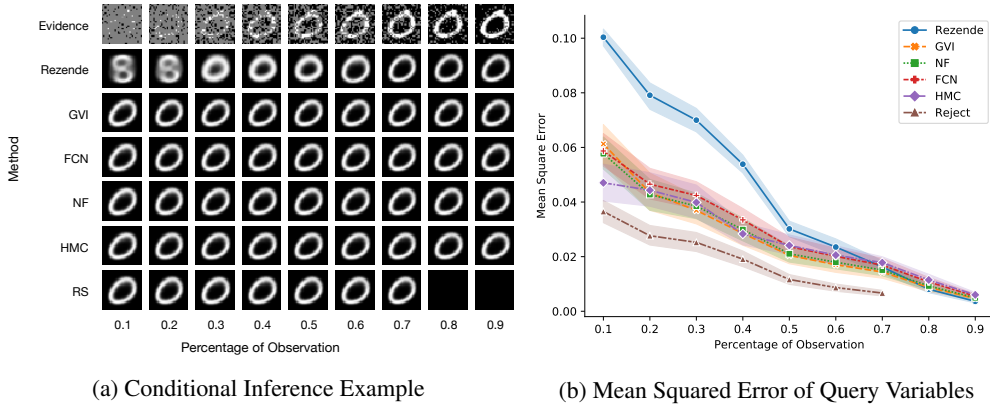 Evidence
Rezende
GVI
FCN
NF
HMC
RS
Method
0.1 0.2 0.3 0.4 0.5 0.6 0.7 0.8 0.9
Percentage of Observation
(a) Conditional Inference Example
Mean Square Error
0.10
0.08
0.06
0.04
0.02
0.00
Rezende
GVI
NF
FCN
HMC
Reject
0.1 0.2 0.3 0.4 0.5 0.6 0.7 0.8 0.9
Percentage of Observation
(b) Mean Squared Error of Query Variables